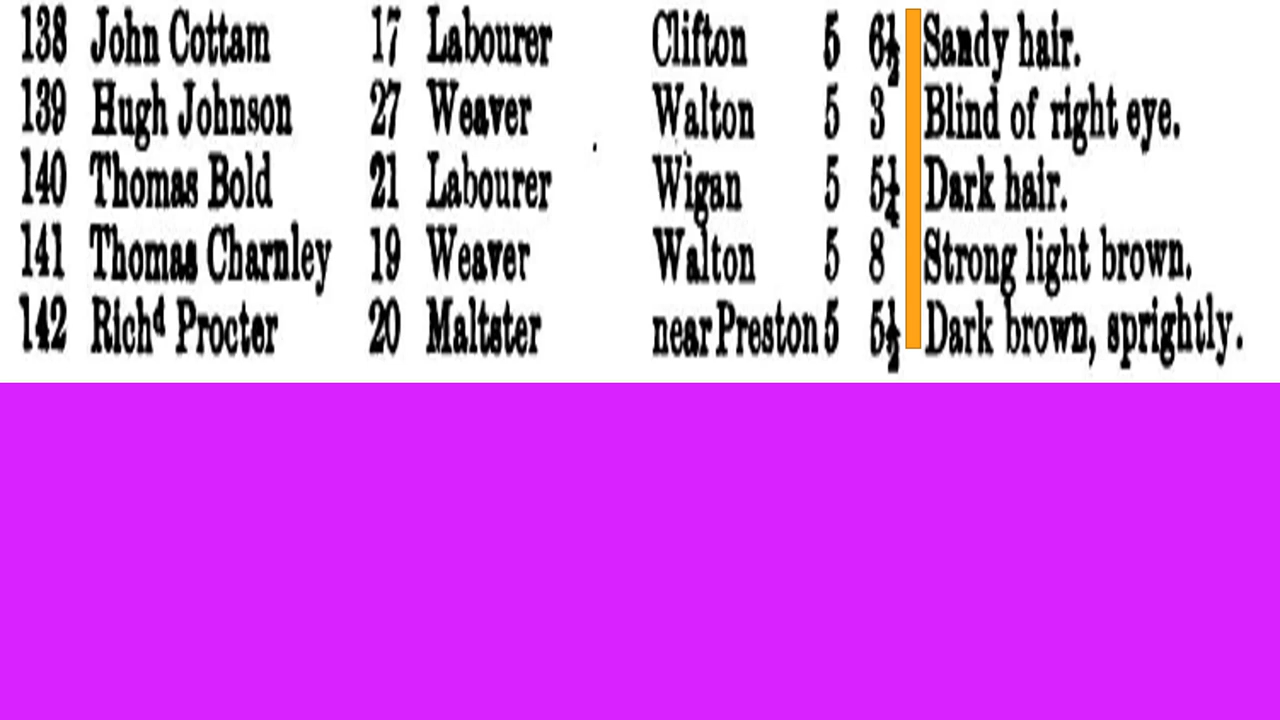 138 John Cottam 17 Labourer Clifton 5 6½ Sandy hair.
139 Hugh Johnson 27 Weaver Walton 5 3 Blind of right eye.
140 Thomas Bold 21 Labourer Wigan 5 5¼ Dark hair.
141 Thomas Charnley 19 Weaver Walton 5 8 Strong light brown.
142 Richᵈ Procter 20 Maltster near Preston 5 5½ Dark brown, sprightly.